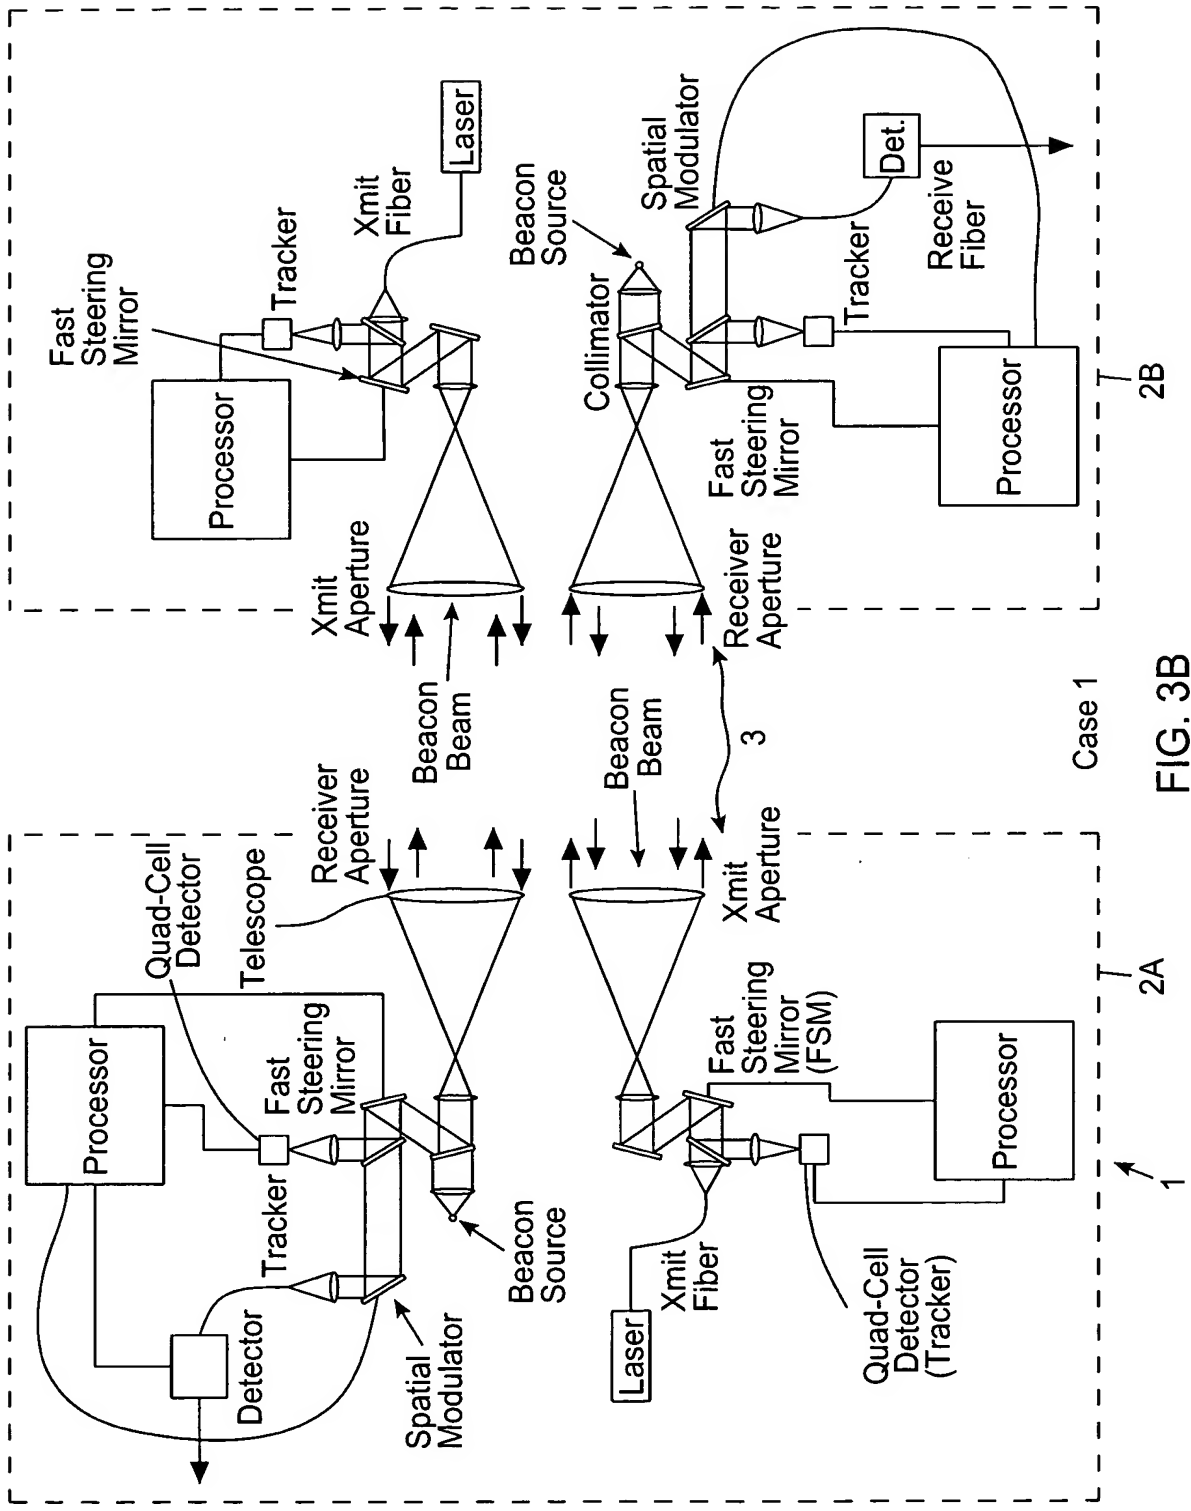 Quad-Cell
Detector
Telescope
Receiver
Aperture
Processor
Fast
Steering
Mirror
Tracker
Detector
Spatial
Modulator
Beacon
Source
Beacon
Beam
Xmit
Aperture
Fast
Steering
Mirror
Processor
Tracker
Xmit
Fiber
Laser
Laser
Xmit
Fiber
Quad-Cell
Detector
(Tracker)
Fast
Steering
Mirror
(FSM)
Processor
Xmit
Aperture
Beacon
Beam
3
Receiver
Aperture
Collimator
Beacon
Source
Spatial
Modulator
Fast
Steering
Mirror
Tracker
Det.
Receive
Fiber
Processor
1
2A
2B
Case 1
FIG. 3B